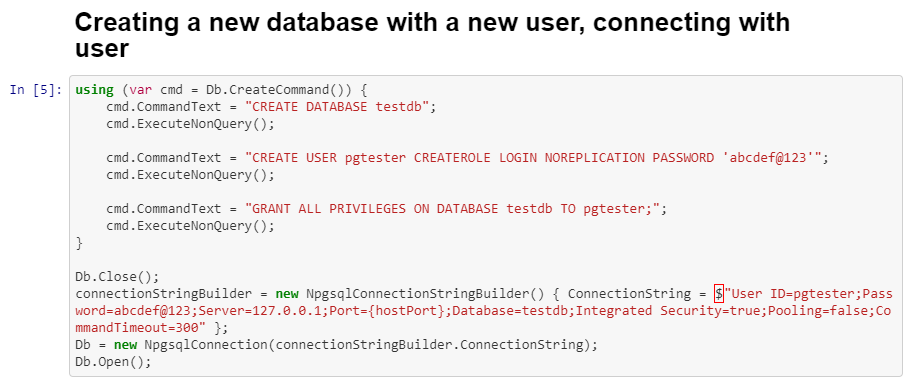 Creating a new database with a new user, connecting with
user
In [5]:
using (var cmd = Db.CreateCommand()) {
    cmd.CommandText = "CREATE DATABASE testdb";
    cmd.ExecuteNonQuery();

    cmd.CommandText = "CREATE USER pgtester CREATEROLE LOGIN NOREPLICATION PASSWORD 'abcdef@123'";
    cmd.ExecuteNonQuery();

    cmd.CommandText = "GRANT ALL PRIVILEGES ON DATABASE testdb TO pgtester;";
    cmd.ExecuteNonQuery();
}

Db.Close();
connectionStringBuilder = new NpgsqlConnectionStringBuilder() { ConnectionString = $"User ID=pgtester;Pass
word=abcdef@123;Server=127.0.0.1;Port={hostPort};Database=testdb;Integrated Security=true;Pooling=false;Co
mmandTimeout=300" };
Db = new NpgsqlConnection(connectionStringBuilder.ConnectionString);
Db.Open();